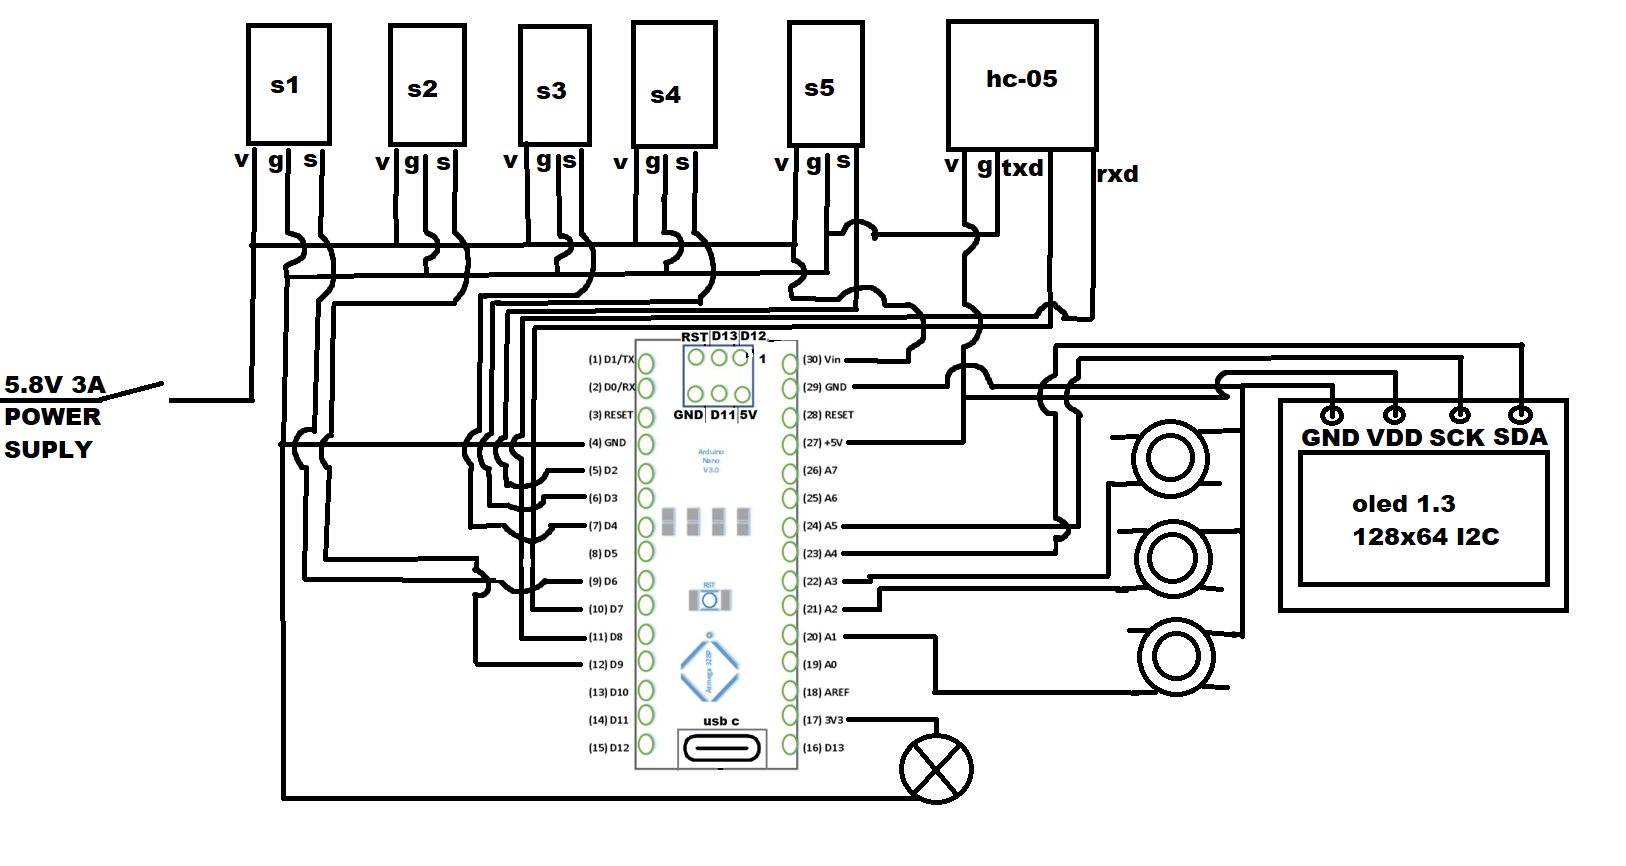 s1
s2
s3
s4
s5
hc-05
v g s
v g s
v g s
v g s
v g s
v g txd rxd
5.8V 3A
POWER
SUPLY
RST D13 D12
1
GND D11 5V
(1) D1/TX
(2) D0/RX
(3) RESET
(4) GND
(5) D2
(6) D3
(7) D4
(8) D5
(9) D6
(10) D7
(11) D8
(12) D9
(13) D10
(14) D11
(15) D12
Arduino
Nano
V3.0
RST
Atmega 328P
usb c
(30) Vin
(29) GND
(28) RESET
(27) +5V
(26) A7
(25) A6
(24) A5
(23) A4
(22) A3
(21) A2
(20) A1
(19) A0
(18) AREF
(17) 3V3
(16) D13
GND VDD SCK SDA
oled 1.3
128x64 I2C